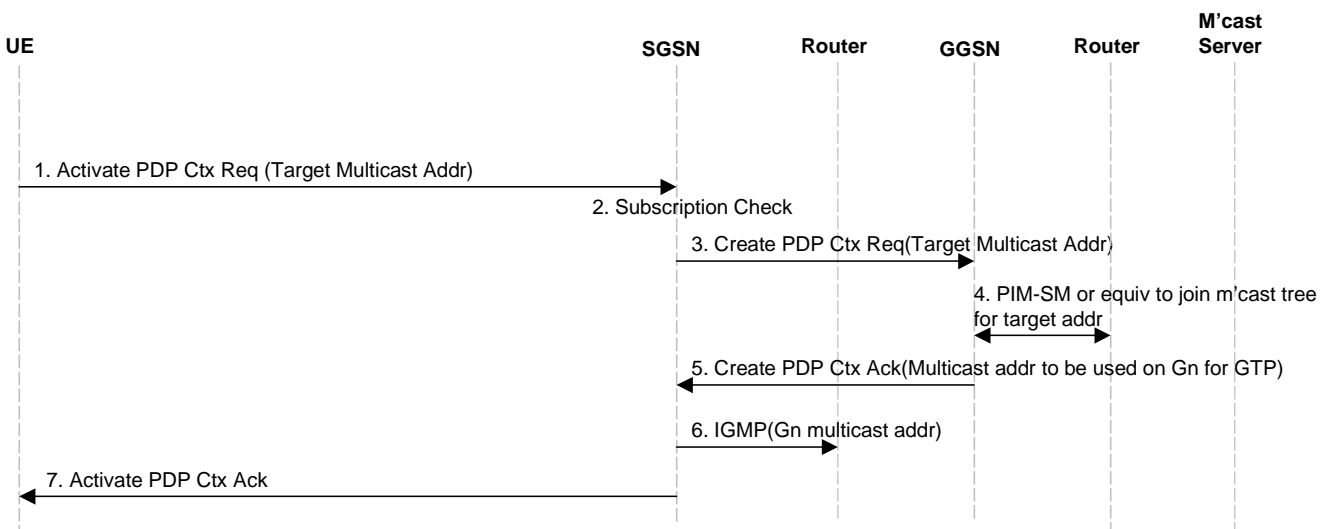 UE
SGSN
Router
GGSN
Router
M'cast
Server
1. Activate PDP Ctx Req (Target Multicast Addr)
2. Subscription Check
3. Create PDP Ctx Req(Target Multicast Addr)
4. PIM-SM or equiv to join m'cast tree
for target addr
5. Create PDP Ctx Ack(Multicast addr to be used on Gn for GTP)
6. IGMP(Gn multicast addr)
7. Activate PDP Ctx Ack